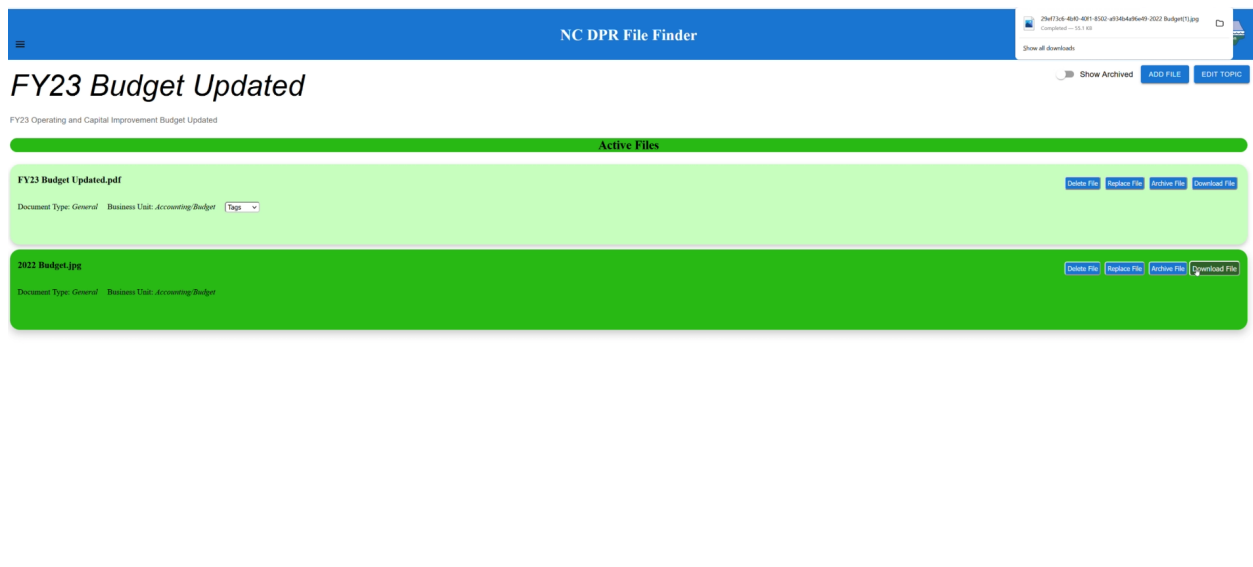 NC DPR File Finder
29ef73c6-4bf0-40f1-8502-a934b4a96e49-2022 Budget(1).jpg
Completed — 53.1 KB
Show all downloads
FY23 Budget Updated
Show Archived ADD FILE EDIT TOPIC
FY23 Operating and Capital Improvement Budget Updated
Active Files
FY23 Budget Updated.pdf
Delete File Replace File Archive File Download File
Document Type: General Business Unit: Accounting/Budget Tags
2022 Budget.jpg
Delete File Replace File Archive File Download File
Document Type: General Business Unit: Accounting/Budget